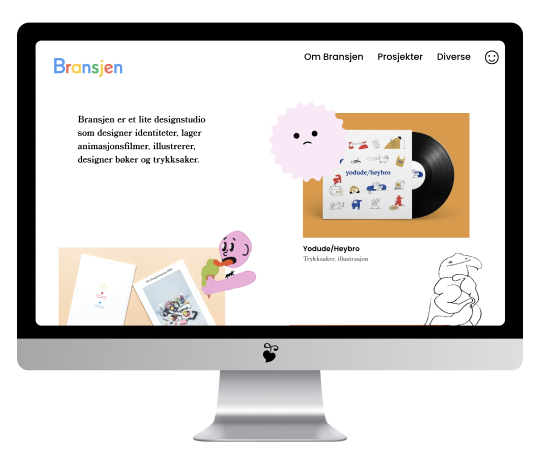 Bransjen
Om Bransjen Prosjekter Diverse
Bransjen er et lite designstudio
som designer identiteter, lager
animasjonsfilmer, illustrerer,
designer bøker og trykksaker.
yodude/heybro
Yodude/Heybro
Trykksaker, illustrasjon